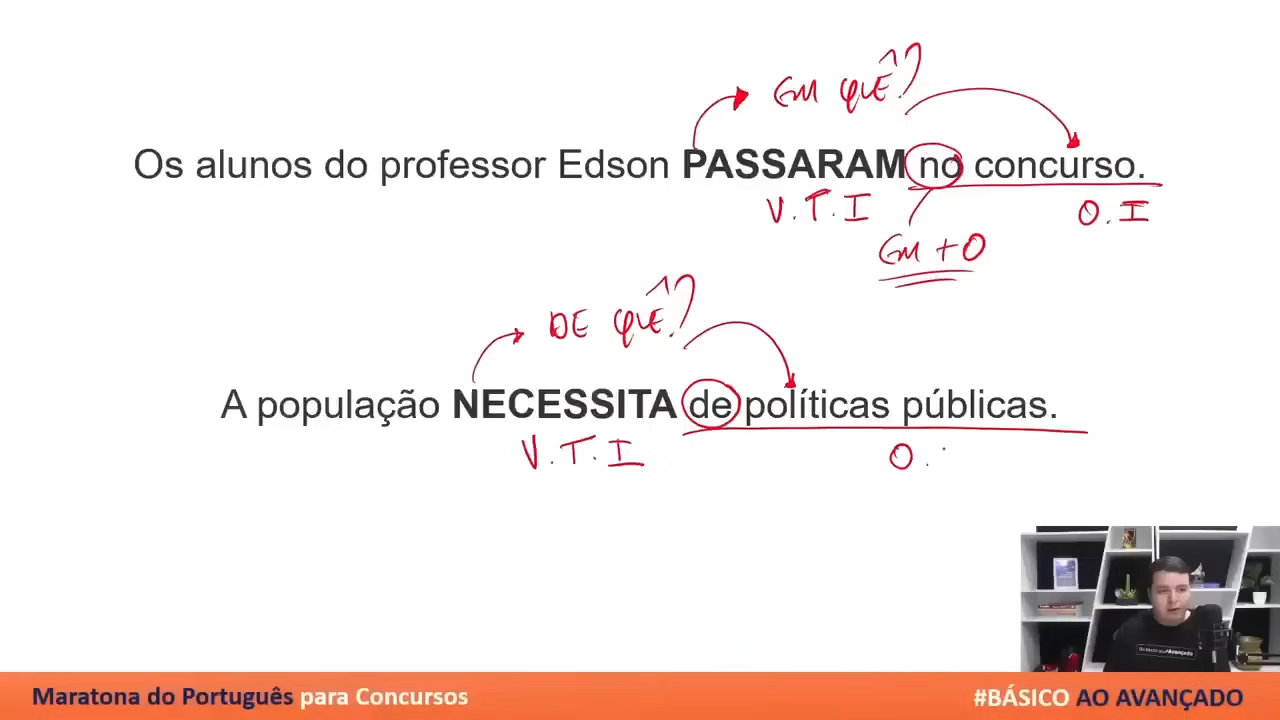 EM QUÊ?
Os alunos do professor Edson PASSARAM no concurso.
V.T.I O.I
EM + O
DE QUÊ?
A população NECESSITA de políticas públicas.
V.T.I O.
Maratona do Português para Concursos #BÁSICO AO AVANÇADO